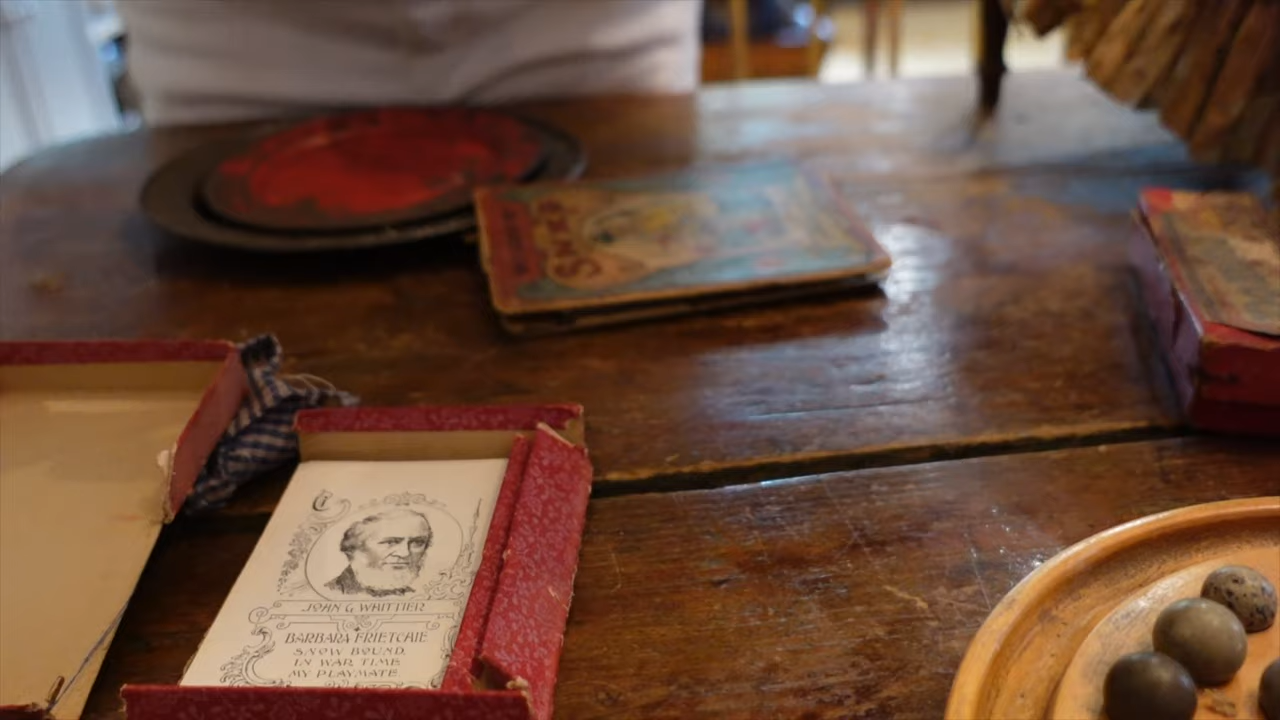 JOHN G WHITTIER
BARBARA FRIETCHIE
SNOW BOUND.
IN WAR TIME
MY PLAYMATE